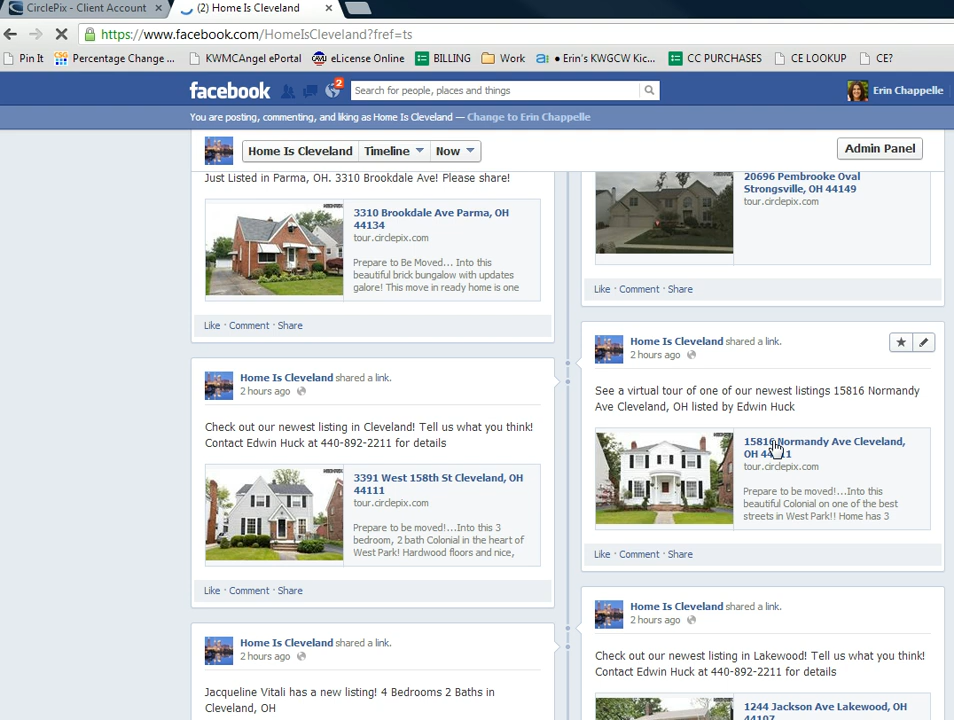 CirclePix - Client Account
(2) Home Is Cleveland
https://www.facebook.com/HomeIsCleveland?fref=ts
Pin It
Percentage Change ...
KWMCAngel ePortal
eLicense Online
BILLING
Work
● Erin's KWGCW Kic...
CC PURCHASES
CE LOOKUP
CE?
facebook
2
Search for people, places and things
Erin Chappelle
You are posting, commenting, and liking as Home Is Cleveland — Change to Erin Chappelle
Home Is Cleveland
Timeline
Now
Admin Panel
Just Listed in Parma, OH. 3310 Brookdale Ave! Please share!
3310 Brookdale Ave Parma, OH
44134
tour.circlepix.com
Prepare to Be Moved... Into this
beautiful brick bungalow with updates
galore! This move in ready home is one
Like · Comment · Share
Home Is Cleveland shared a link.
2 hours ago
Check out our newest listing in Cleveland! Tell us what you think!
Contact Edwin Huck at 440-892-2211 for details
3391 West 158th St Cleveland, OH
44111
tour.circlepix.com
Prepare to be moved!...Into this 3
bedroom, 2 bath Colonial in the heart of
West Park! Hardwood floors and nice,
Like · Comment · Share
Home Is Cleveland shared a link.
2 hours ago
Jacqueline Vitali has a new listing! 4 Bedrooms 2 Baths in
Cleveland, OH
20696 Pembrooke Oval
Strongsville, OH 44149
tour.circlepix.com
Like · Comment · Share
Home Is Cleveland shared a link.
2 hours ago
See a virtual tour of one of our newest listings 15816 Normandy
Ave Cleveland, OH listed by Edwin Huck
15816 Normandy Ave Cleveland,
OH 44111
tour.circlepix.com
Prepare to be moved!...Into this
beautiful Colonial on one of the best
streets in West Park!! Home has 3
Like · Comment · Share
Home Is Cleveland shared a link.
2 hours ago
Check out our newest listing in Lakewood! Tell us what you think!
Contact Edwin Huck at 440-892-2211 for details
1244 Jackson Ave Lakewood, OH
44107